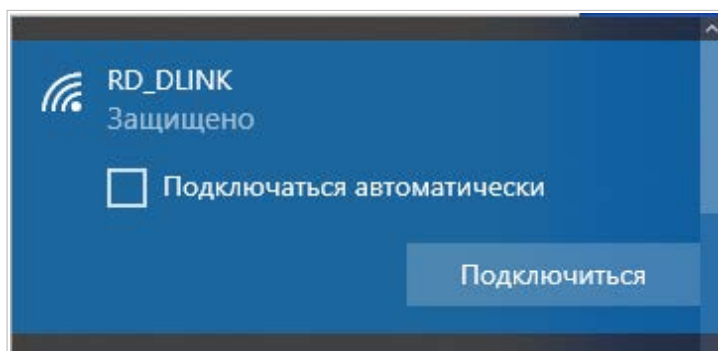 RD_DLINK
Защищено
Подключаться автоматически
Подключиться